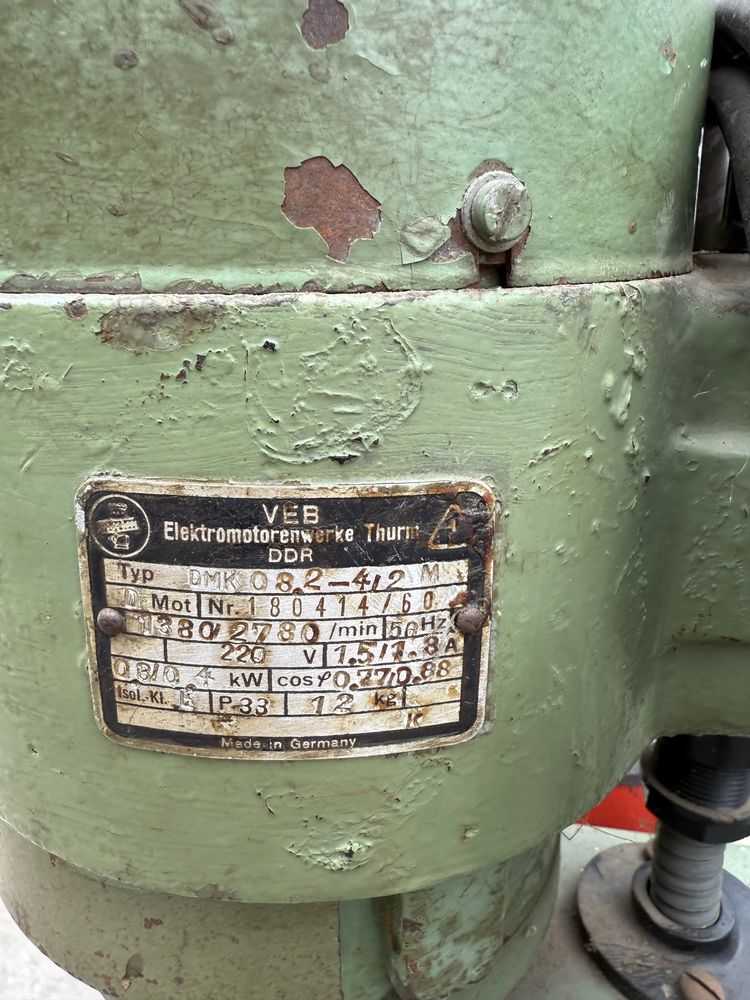 VEB
Elektromotorenwerke Thurm
DDR
Typ DMK 08.2-4/2 M
D Mot Nr. 180414/60
1380/2780 /min 50 Hz
220 V 1.5/1.8 A
0,3/0,4 kW cosφ 0.77/0.88
Isol.-Kl. E P-33 12 kg
Made in Germany